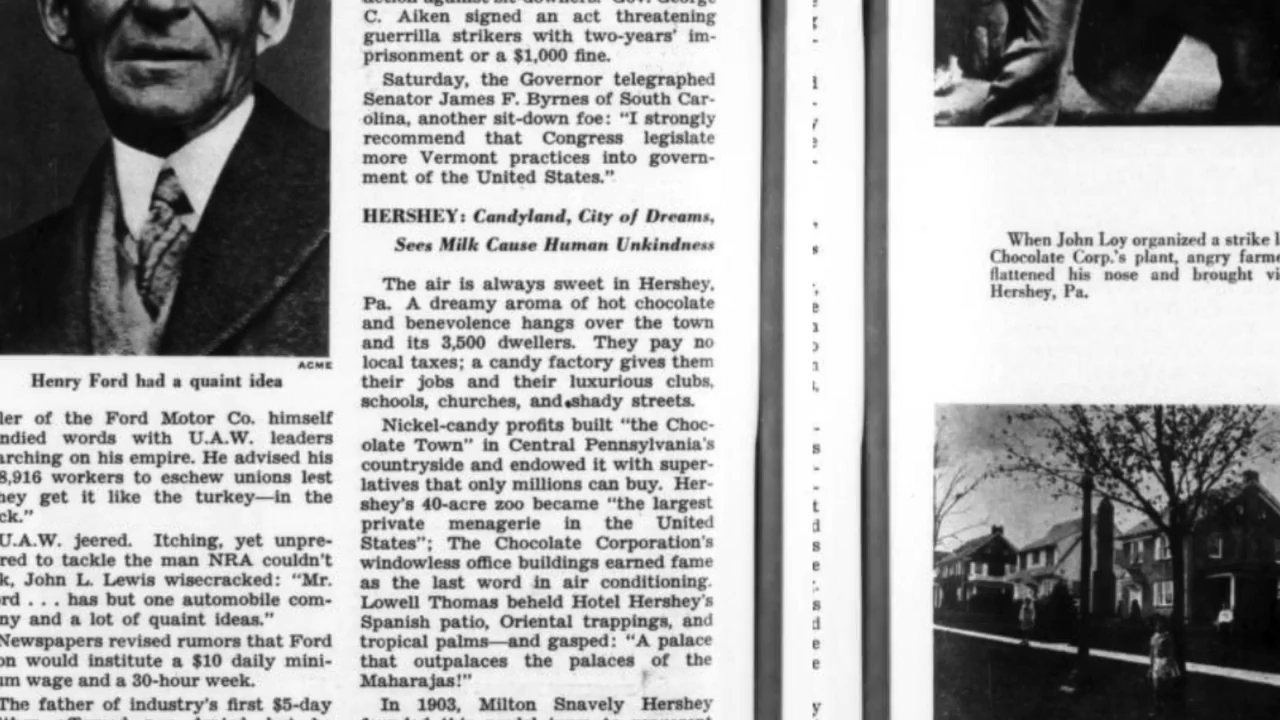 C. Aiken signed an act threatening
guerrilla strikers with two-years' im-
prisonment or a $1,000 fine.
Saturday, the Governor telegraphed
Senator James F. Byrnes of South Car-
olina, another sit-down foe: "I strongly
recommend that Congress legislate
more Vermont practices into govern-
ment of the United States."
HERSHEY: Candyland, City of Dreams,
Sees Milk Cause Human Unkindness
The air is always sweet in Hershey,
Pa. A dreamy aroma of hot chocolate
and benevolence hangs over the town
and its 3,500 dwellers. They pay no
local taxes; a candy factory gives them
their jobs and their luxurious clubs,
schools, churches, and shady streets.
Nickel-candy profits built "the Choc-
olate Town" in Central Pennsylvania's
countryside and endowed it with super-
latives that only millions can buy. Her-
shey's 40-acre zoo became "the largest
private menagerie in the United
States"; The Chocolate Corporation's
windowless office buildings earned fame
as the last word in air conditioning.
Lowell Thomas beheld Hotel Hershey's
Spanish patio, Oriental trappings, and
tropical palms—and gasped: "A palace
that outpalaces the palaces of the
Maharajas!"
In 1903, Milton Snavely Hershey
ACME
Henry Ford had a quaint idea
ler of the Ford Motor Co. himself
ndied words with U.A.W. leaders
arching on his empire. He advised his
8,916 workers to eschew unions lest
hey get it like the turkey—in the
ck."
U.A.W. jeered. Itching, yet unpre-
red to tackle the man NRA couldn't
k, John L. Lewis wisecracked: "Mr.
rd . . . has but one automobile com-
ny and a lot of quaint ideas."
Newspapers revised rumors that Ford
on would institute a $10 daily mini-
um wage and a 30-hour week.
The father of industry's first $5-day
When John Loy organized a strike
Chocolate Corp.'s plant, angry farme
flattened his nose and brought vi
Hershey, Pa.